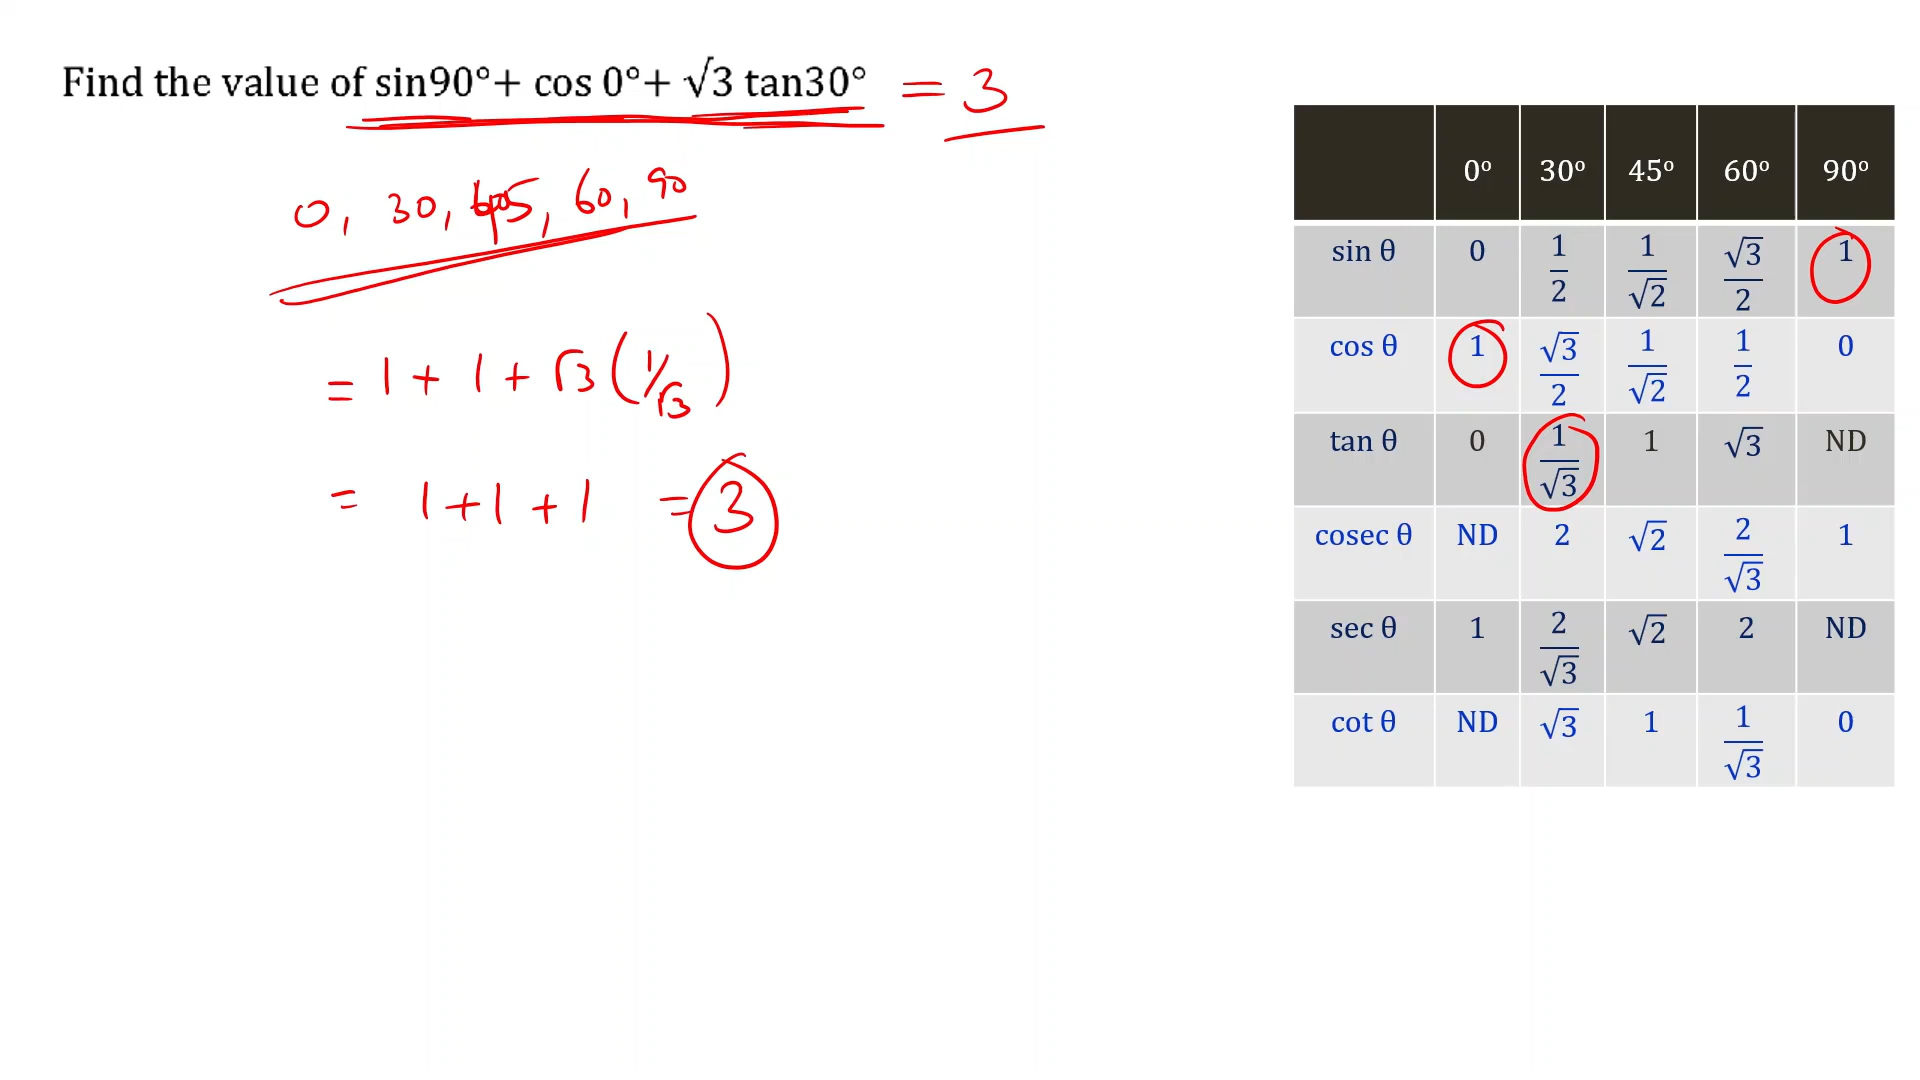 Find the value of sin90°+ cos 0°+ √3 tan30° = 3
0, 30, 45, 60, 90
= 1 + 1 + √3 (1/√3)
= 1 + 1 + 1 = 3
0° 30° 45° 60° 90°
sin θ 0 1/2 1/√2 √3/2 1
cos θ 1 √3/2 1/√2 1/2 0
tan θ 0 1/√3 1 √3 ND
cosec θ ND 2 √2 2/√3 1
sec θ 1 2/√3 √2 2 ND
cot θ ND √3 1 1/√3 0